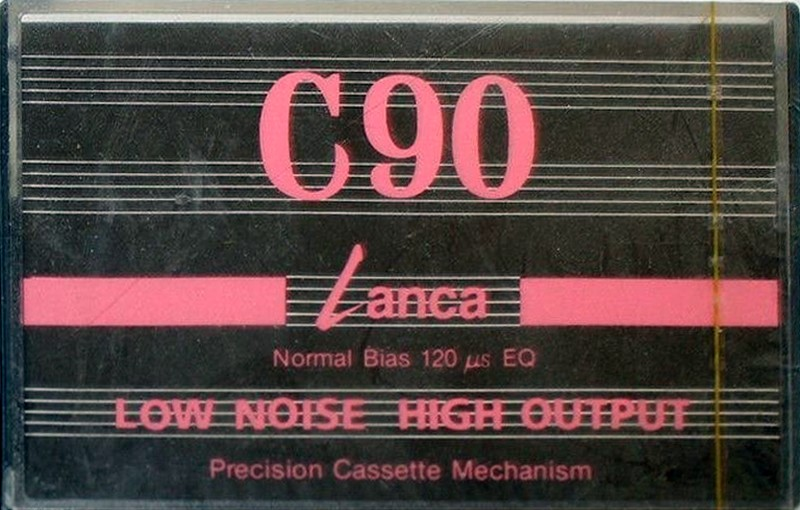 C90
Lanca
Normal Bias 120 µs EQ
LOW NOISE HIGH OUTPUT
Precision Cassette Mechanism